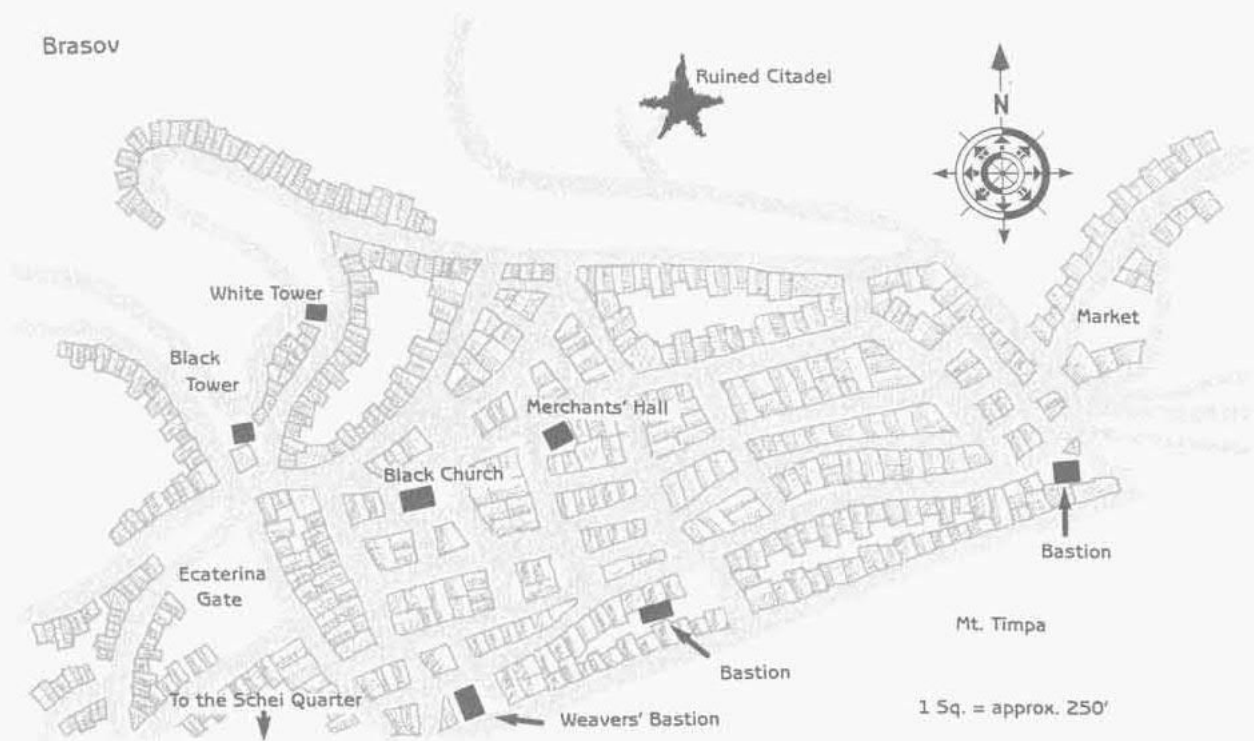 Brasov
Ruined Citadel
N
White Tower
Market
Black
Tower
Merchants' Hall
Black Church
Bastion
Ecaterina
Gate
Mt. Timpa
Bastion
To the Schei Quarter
Weavers' Bastion
1 Sq. = approx. 250'